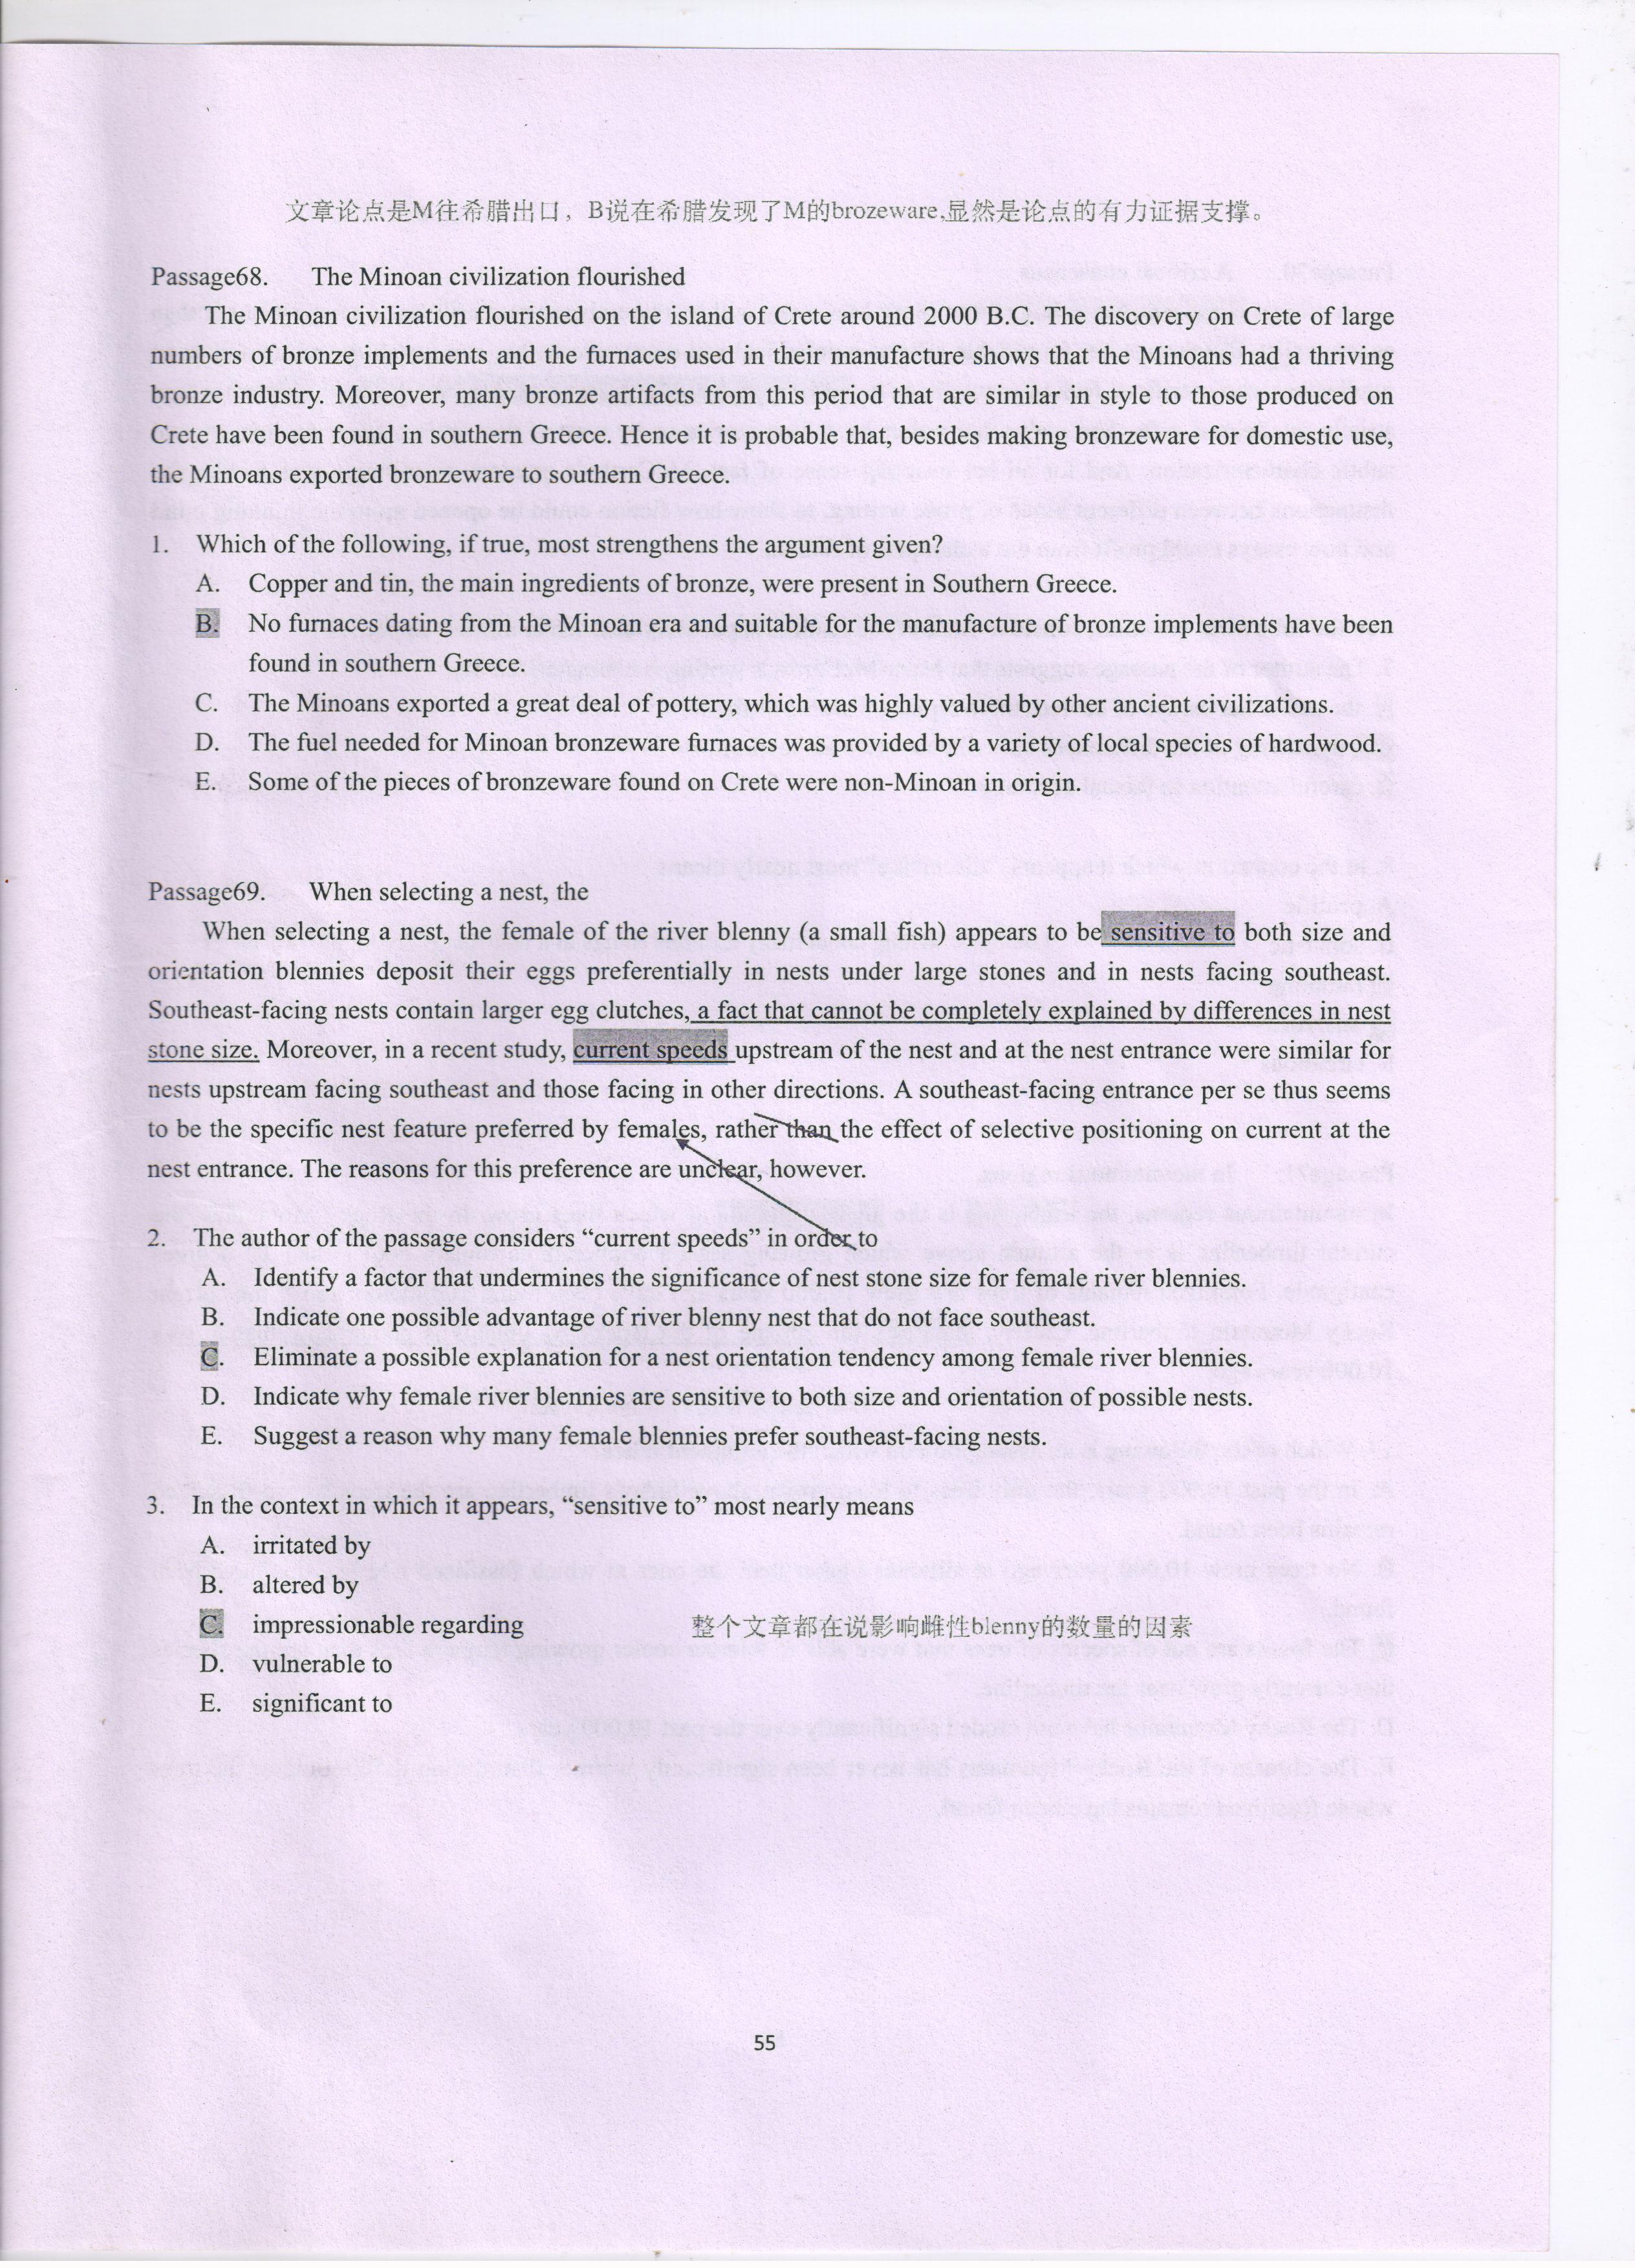 文章论点是M往希腊出口，B说在希腊发现了M的brozeware,显然是论点的有力证据支撑。
Passage68. The Minoan civilization flourished
The Minoan civilization flourished on the island of Crete around 2000 B.C. The discovery on Crete of large
numbers of bronze implements and the furnaces used in their manufacture shows that the Minoans had a thriving
bronze industry. Moreover, many bronze artifacts from this period that are similar in style to those produced on
Crete have been found in southern Greece. Hence it is probable that, besides making bronzeware for domestic use,
the Minoans exported bronzeware to southern Greece.
1. Which of the following, if true, most strengthens the argument given?
A. Copper and tin, the main ingredients of bronze, were present in Southern Greece.
B. No furnaces dating from the Minoan era and suitable for the manufacture of bronze implements have been
found in southern Greece.
C. The Minoans exported a great deal of pottery, which was highly valued by other ancient civilizations.
D. The fuel needed for Minoan bronzeware furnaces was provided by a variety of local species of hardwood.
E. Some of the pieces of bronzeware found on Crete were non-Minoan in origin.
Passage69. When selecting a nest, the
When selecting a nest, the female of the river blenny (a small fish) appears to be sensitive to both size and
orientation blennies deposit their eggs preferentially in nests under large stones and in nests facing southeast.
Southeast-facing nests contain larger egg clutches, a fact that cannot be completely explained by differences in nest
stone size. Moreover, in a recent study, current speeds upstream of the nest and at the nest entrance were similar for
nests upstream facing southeast and those facing in other directions. A southeast-facing entrance per se thus seems
to be the specific nest feature preferred by females, rather than the effect of selective positioning on current at the
nest entrance. The reasons for this preference are unclear, however.
2. The author of the passage considers “current speeds” in order to
A. Identify a factor that undermines the significance of nest stone size for female river blennies.
B. Indicate one possible advantage of river blenny nest that do not face southeast.
C. Eliminate a possible explanation for a nest orientation tendency among female river blennies.
D. Indicate why female river blennies are sensitive to both size and orientation of possible nests.
E. Suggest a reason why many female blennies prefer southeast-facing nests.
3. In the context in which it appears, “sensitive to” most nearly means
A. irritated by
B. altered by
C. impressionable regarding 整个文章都在说影响雌性blenny的数量的因素
D. vulnerable to
E. significant to
55